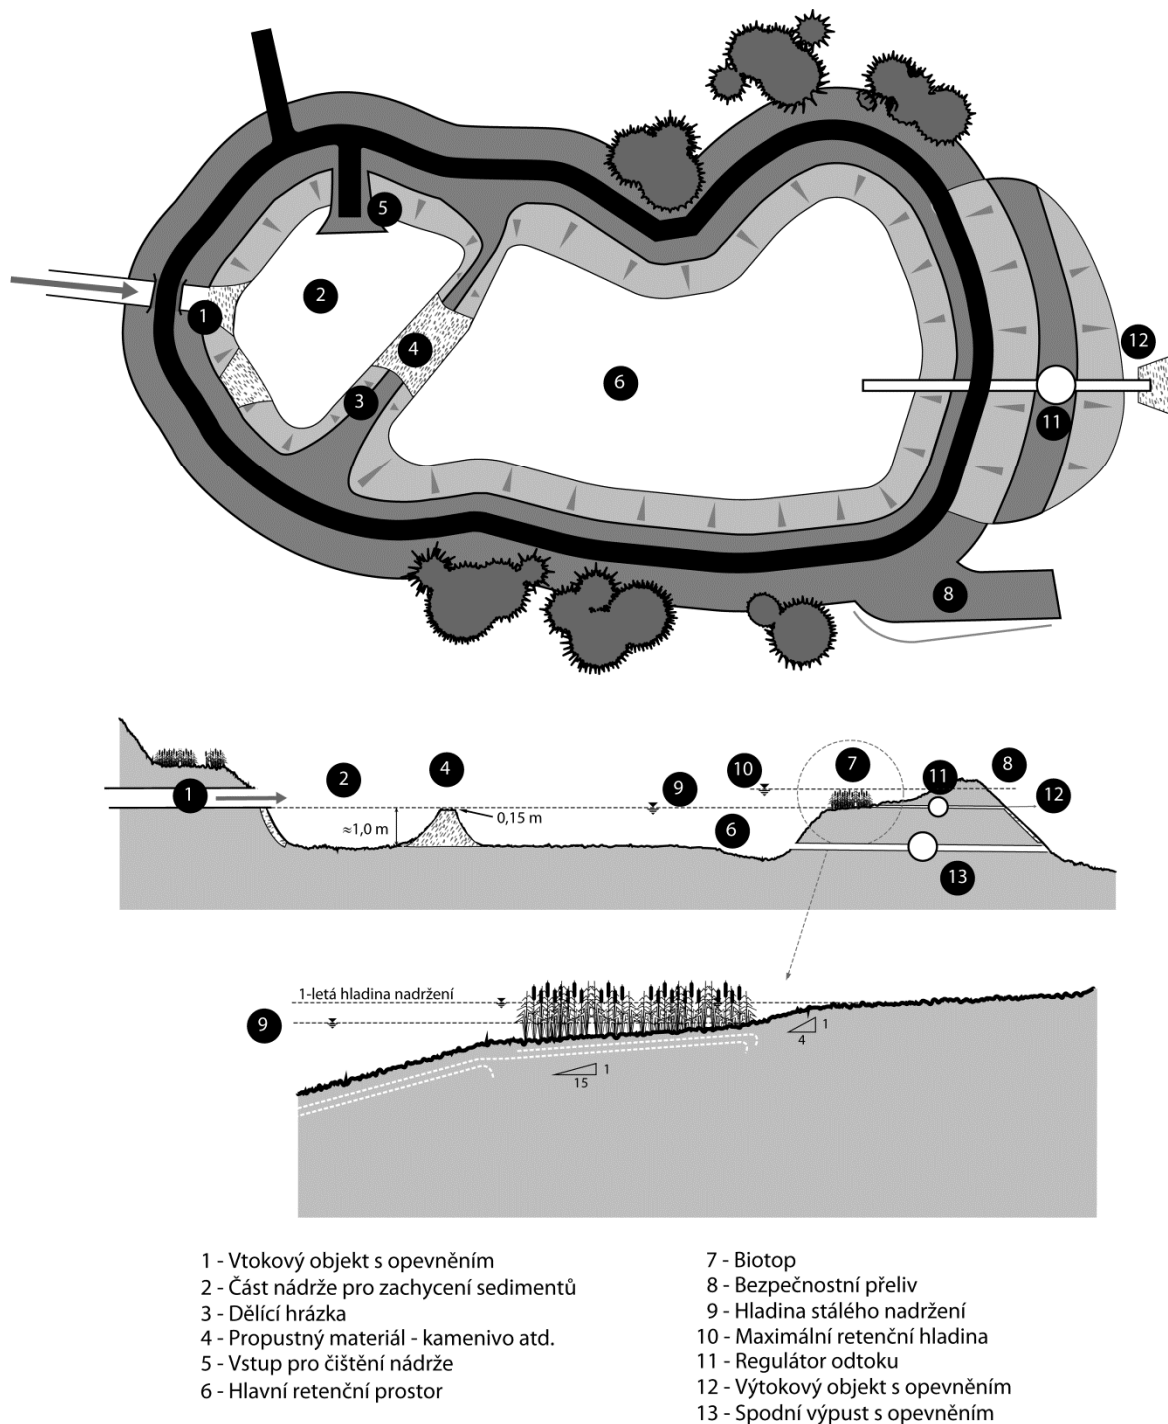 5
2
1
4
3
6
12
11
8
1
2
4
9
10
7
11
8
12
≈1,0 m
0,15 m
6
13
1-letá hladina nadržení
9
1
4
1
15
1 - Vtokový objekt s opevněním
2 - Část nádrže pro zachycení sedimentů
3 - Dělící hrázka
4 - Propustný materiál - kamenivo atd.
5 - Vstup pro čištění nádrže
6 - Hlavní retenční prostor
7 - Biotop
8 - Bezpečnostní přeliv
9 - Hladina stálého nadržení
10 - Maximální retenční hladina
11 - Regulátor odtoku
12 - Výtokový objekt s opevněním
13 - Spodní výpust s opevněním